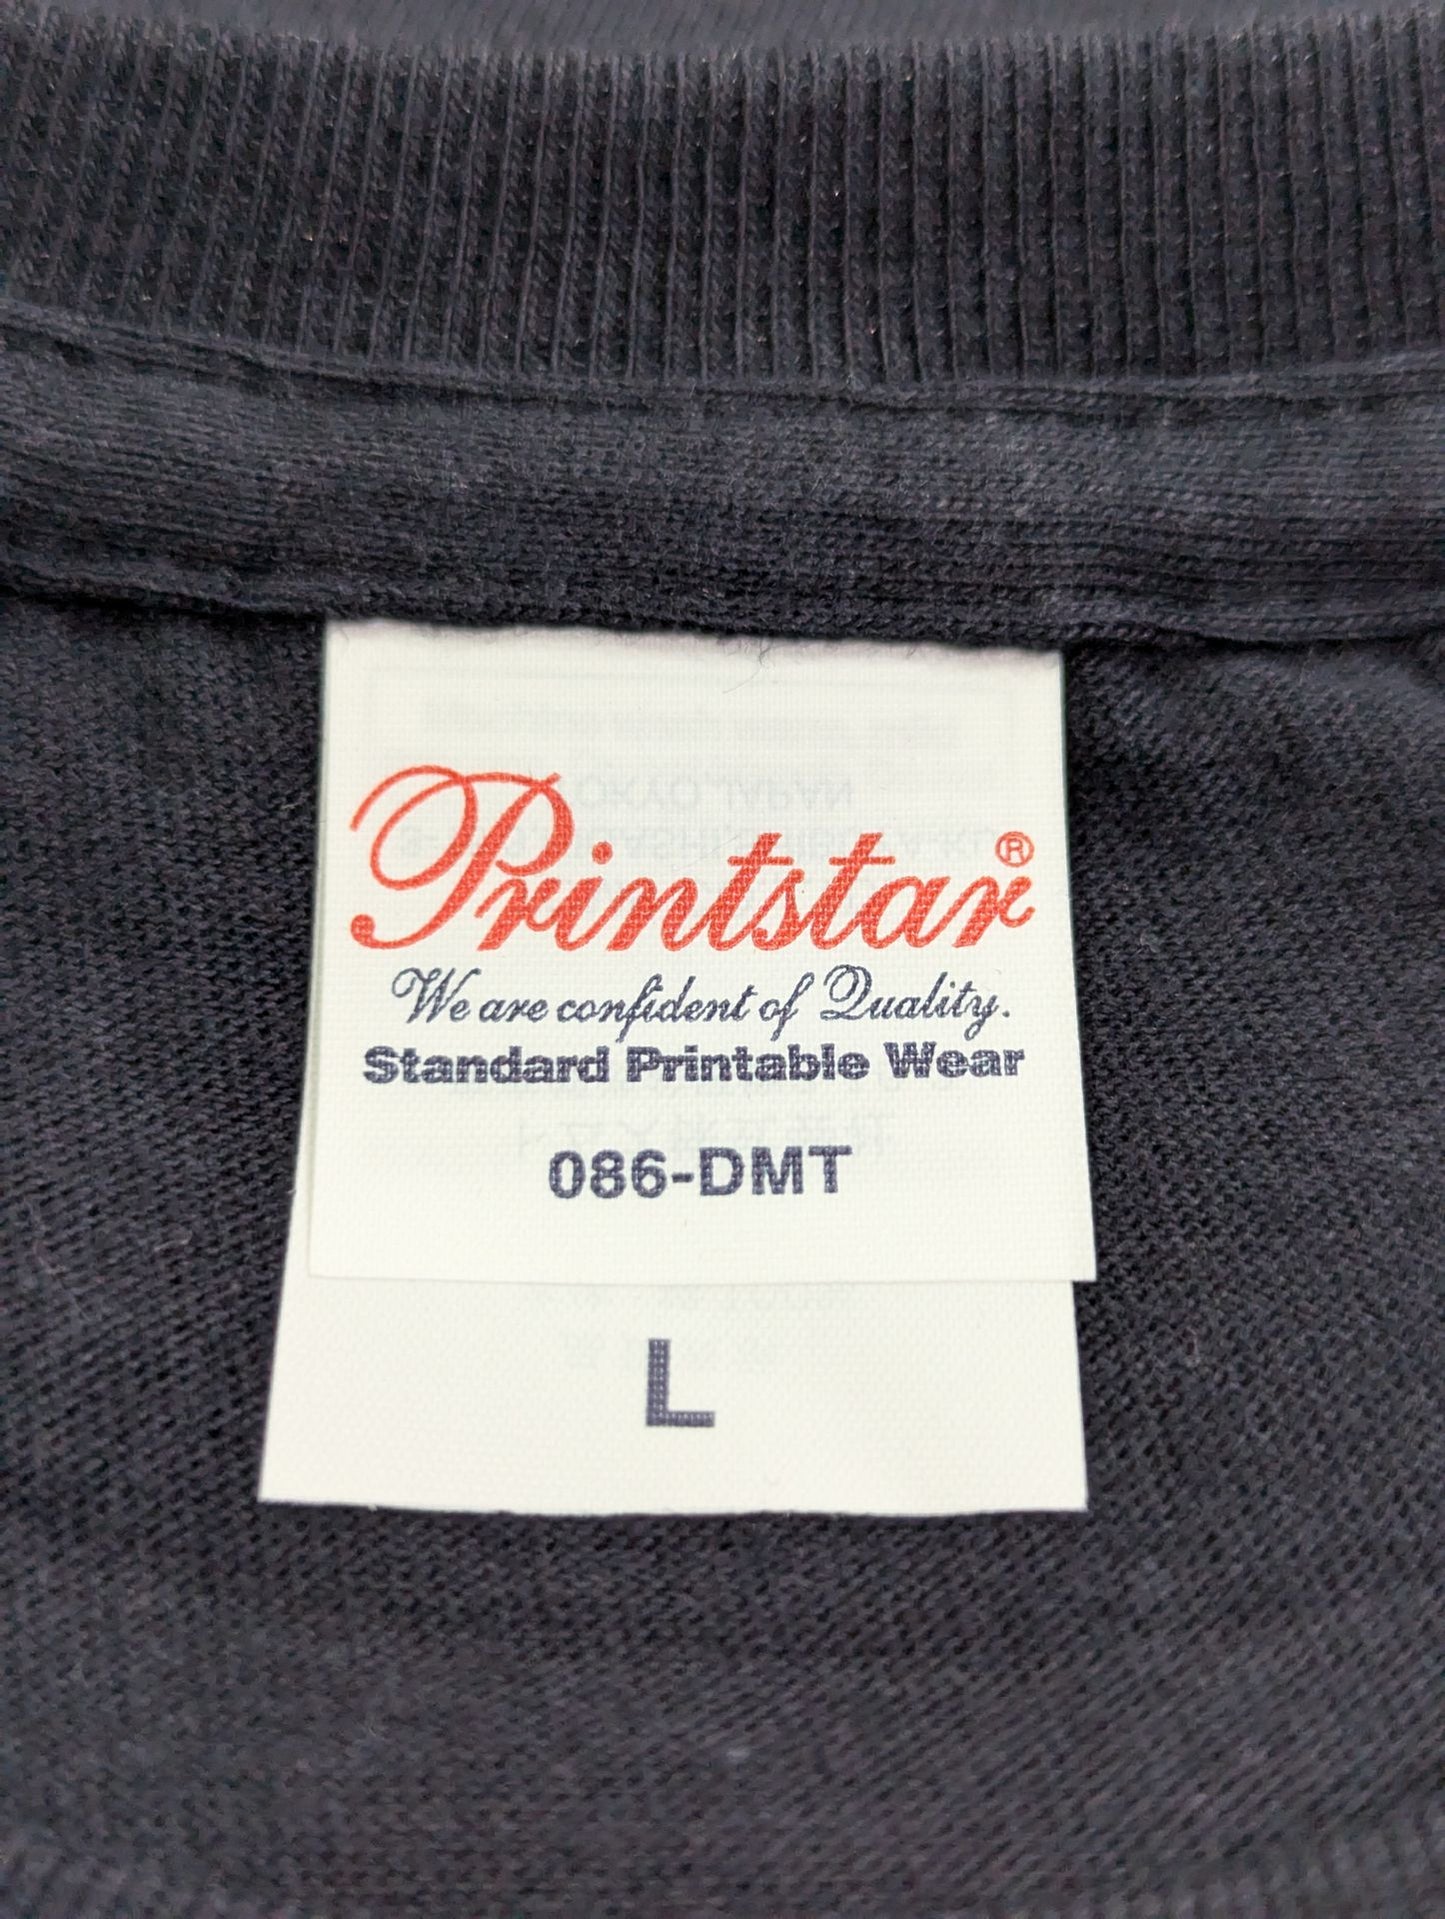 Printstar®
We are confident of Quality.
Standard Printable Wear
086-DMT
L